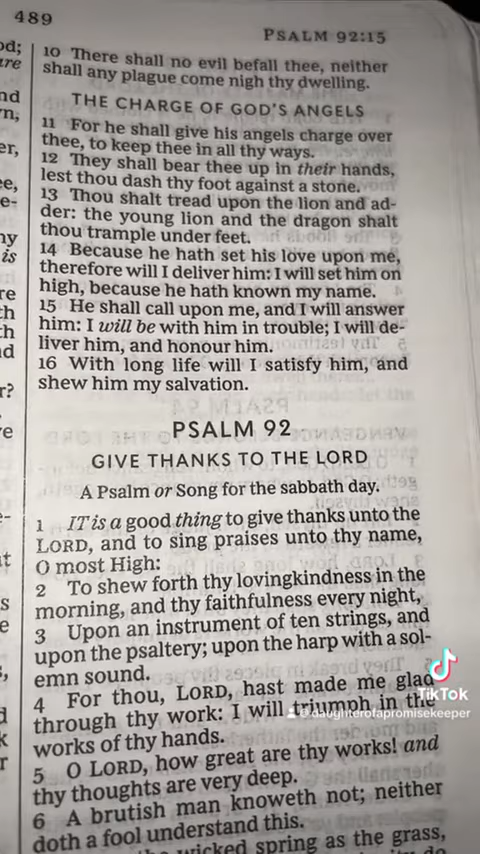 489
PSALM 92:15
10 There shall no evil befall thee, neither
shall any plague come nigh thy dwelling.
THE CHARGE OF GOD'S ANGELS
11 For he shall give his angels charge over
thee, to keep thee in all thy ways.
12 They shall bear thee up in their hands,
lest thou dash thy foot against a stone.
13 Thou shalt tread upon the lion and ad-
der: the young lion and the dragon shalt
thou trample under feet.
14 Because he hath set his love upon me,
therefore will I deliver him: I will set him on
high, because he hath known my name.
15 He shall call upon me, and I will answer
him: I will be with him in trouble; I will de-
liver him, and honour him.
16 With long life will I satisfy him, and
shew him my salvation.
PSALM 92
GIVE THANKS TO THE LORD
A Psalm or Song for the sabbath day.
1 IT is a good thing to give thanks unto the
LORD, and to sing praises unto thy name,
O most High:
2 To shew forth thy lovingkindness in the
morning, and thy faithfulness every night,
3 Upon an instrument of ten strings, and
upon the psaltery; upon the harp with a sol-
emn sound.
4 For thou, LORD, hast made me glad
through thy work: I will triumph in the
works of thy hands.
5 O LORD, how great are thy works! and
thy thoughts are very deep.
6 A brutish man knoweth not; neither
doth a fool understand this.
wicked spring as the grass,
TikTok
@daughterofapromisekeeper